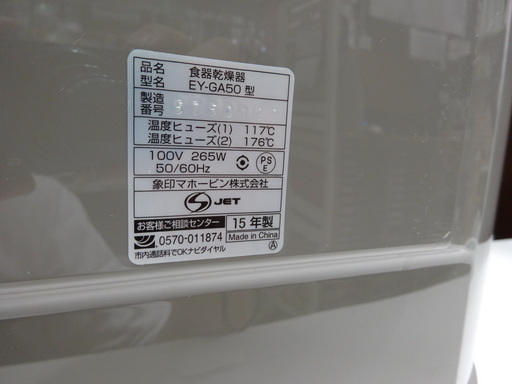 品名 食器乾燥器
型名 EY-GA50 型
製造
番号
温度ヒューズ(1) 117℃
温度ヒューズ(2) 176℃
100V 265W
50/60Hz
PS
E
象印マホービン株式会社
S JET
お客様ご相談センター 15年製
0570-011874 Made in China
市内通話料でOKナビダイヤル Ⓐ